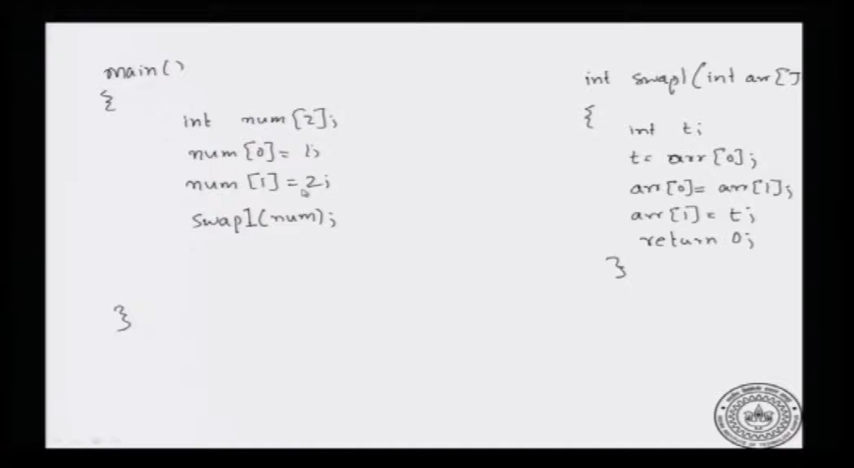 main()
{
int num[2];
num[0]= 1;
num[1]=2;
swap1(num);
}
int swap1(int arr[]
{
int t;
t= arr[0];
arr[0]= arr[1];
arr[1]= t;
return 0;
}